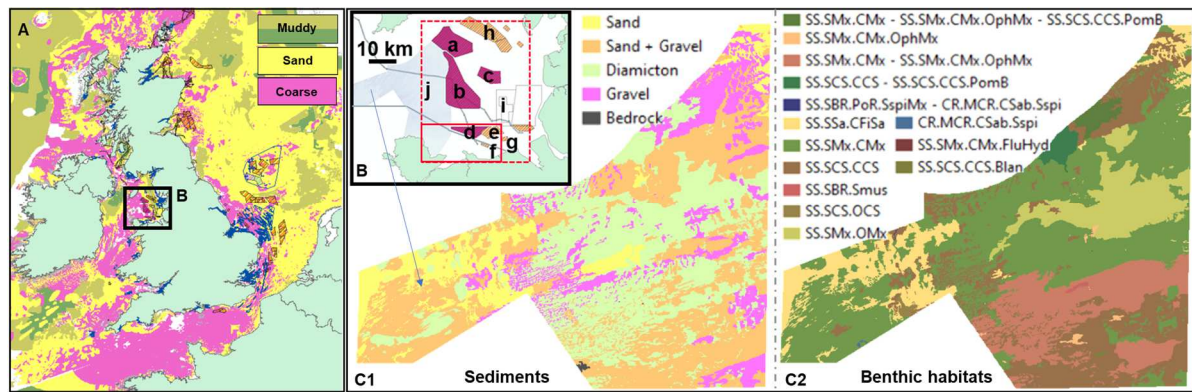 A
Muddy
Sand
Coarse
B
10 km
a
h
c
j
b
i
d
e
g
f
B
Sand
Sand + Gravel
Diamicton
Gravel
Bedrock
C1
Sediments
SS.SMx.CMx - SS.SMx.CMx.OphMx - SS.SCS.CCS.PomB
SS.SMx.CMx.OphMx
SS.SMx.CMx - SS.SMx.CMx.OphMx
SS.SCS.CCS - SS.SCS.CCS.PomB
SS.SBR.PoR.SspiMx - CR.MCR.CSab.Sspi
SS.SSa.CFiSa
CR.MCR.CSab.Sspi
SS.SMx.CMx
SS.SMx.CMx.FluHyd
SS.SCS.CCS
SS.SCS.CCS.Blan
SS.SBR.Smus
SS.SCS.OCS
SS.SMx.OMx
C2
Benthic habitats